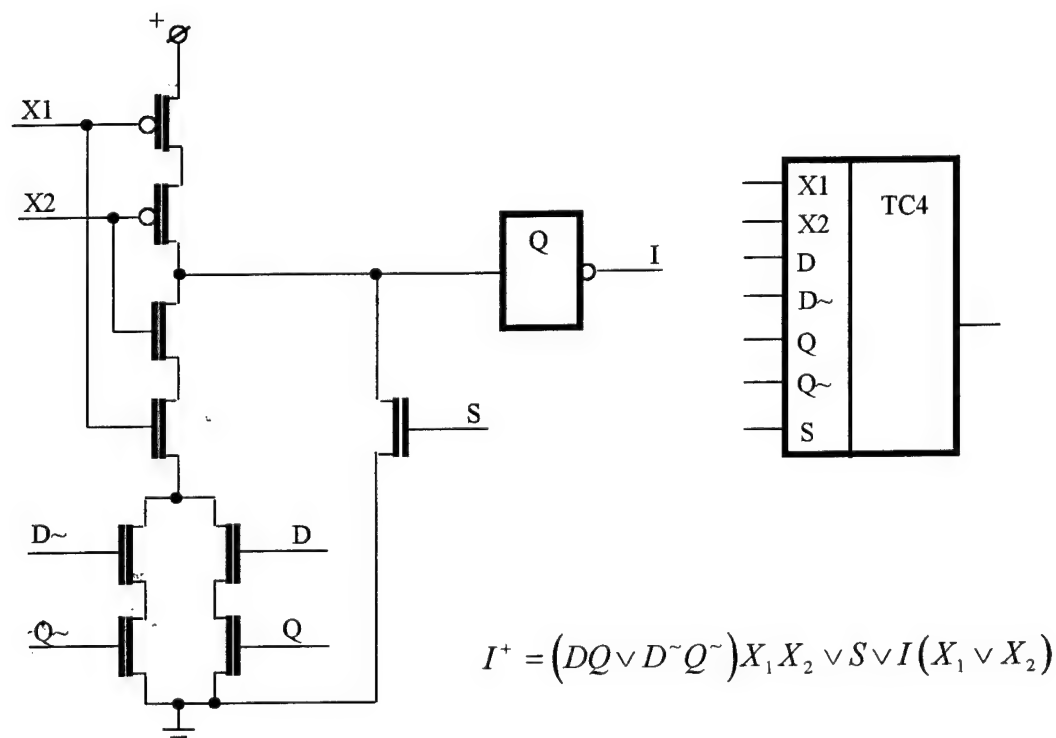 +
X1
X2
Q
I
S
D~
D
Q~
Q
X1
X2
D
D~
Q
Q~
S
TC4
I⁺ = (DQ ∨ D~Q~)X₁X₂ ∨ S ∨ I(X₁ ∨ X₂)